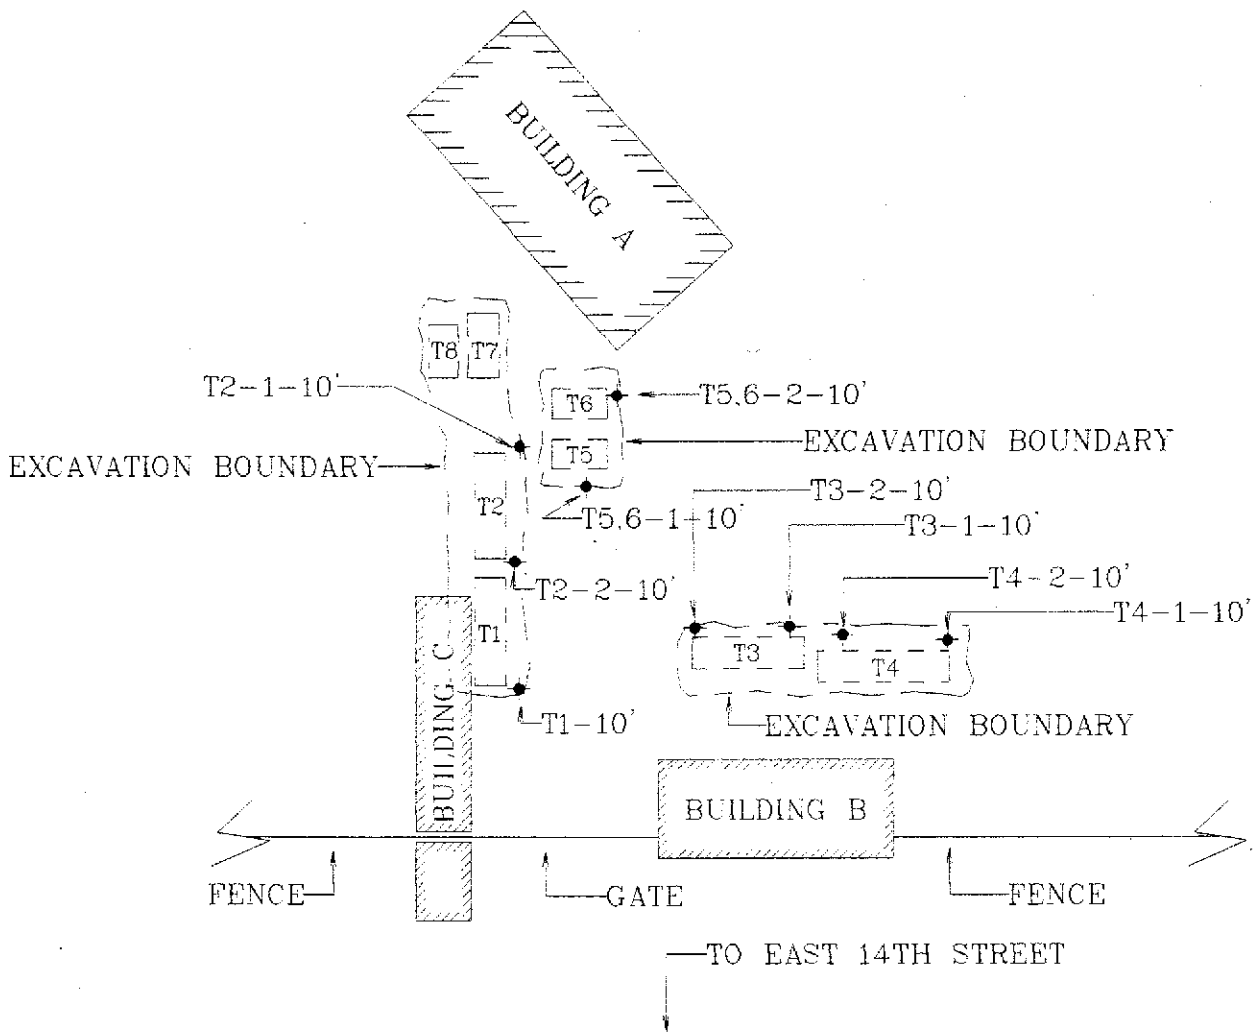 BUILDING A
T8
T7
T2-1-10'
T6
T5,6-2-10'
EXCAVATION BOUNDARY
T5
EXCAVATION BOUNDARY
T3-2-10'
T2
T5,6-1-10'
T3-1-10'
T2-2-10'
T4-2-10'
T4-1-10'
T1
T3
T4
BUILDING C
T1-10'
EXCAVATION BOUNDARY
BUILDING B
FENCE
GATE
FENCE
TO EAST 14TH STREET